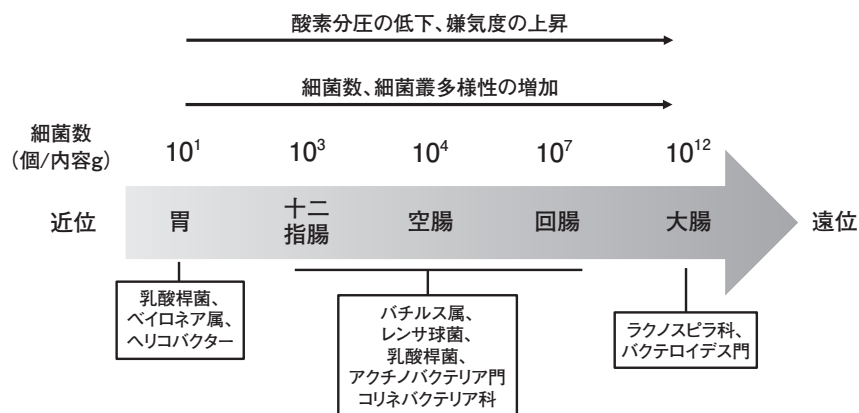 酸素分圧の低下、嫌気度の上昇
細菌数、細菌叢多様性の増加
細菌数
（個/内容g）
10¹
10³
10⁴
10⁷
10¹²
近位
胃
十二
指腸
空腸
回腸
大腸
遠位
乳酸桿菌、
ベイロネア属、
ヘリコバクター
バチルス属、
レンサ球菌、
乳酸桿菌、
アクチノバクテリア門
コリネバクテリア科
ラクノスピラ科、
バクテロイデス門